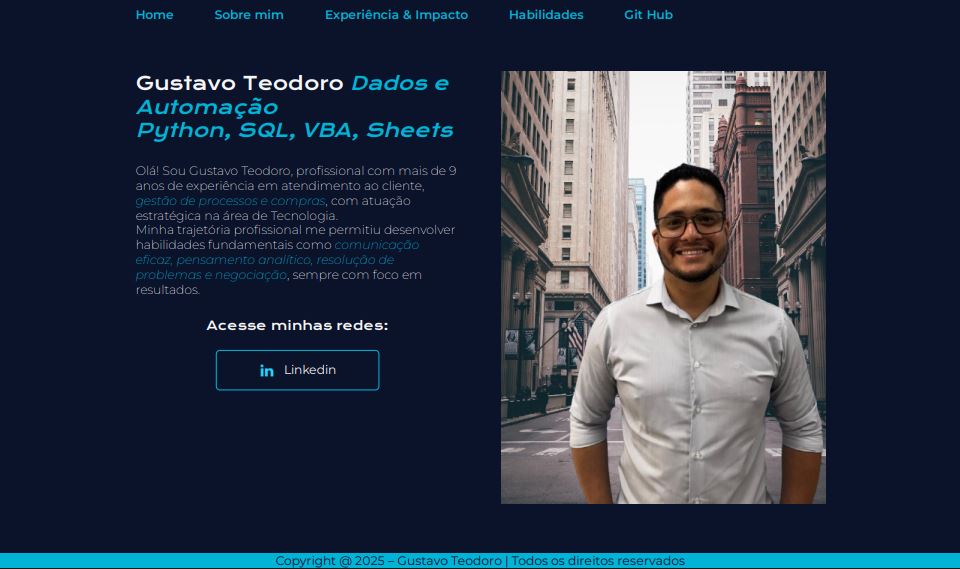 Home Sobre mim Experiência & Impacto Habilidades Git Hub
Gustavo Teodoro Dados e
Automação
Python, SQL, VBA, Sheets
Olá! Sou Gustavo Teodoro, profissional com mais de 9
anos de experiência em atendimento ao cliente,
gestão de processos e compras, com atuação
estratégica na área de Tecnologia.
Minha trajetória profissional me permitiu desenvolver
habilidades fundamentais como comunicação
eficaz, pensamento analítico, resolução de
problemas e negociação, sempre com foco em
resultados.
Acesse minhas redes:
in Linkedin
Copyright @ 2025 – Gustavo Teodoro | Todos os direitos reservados